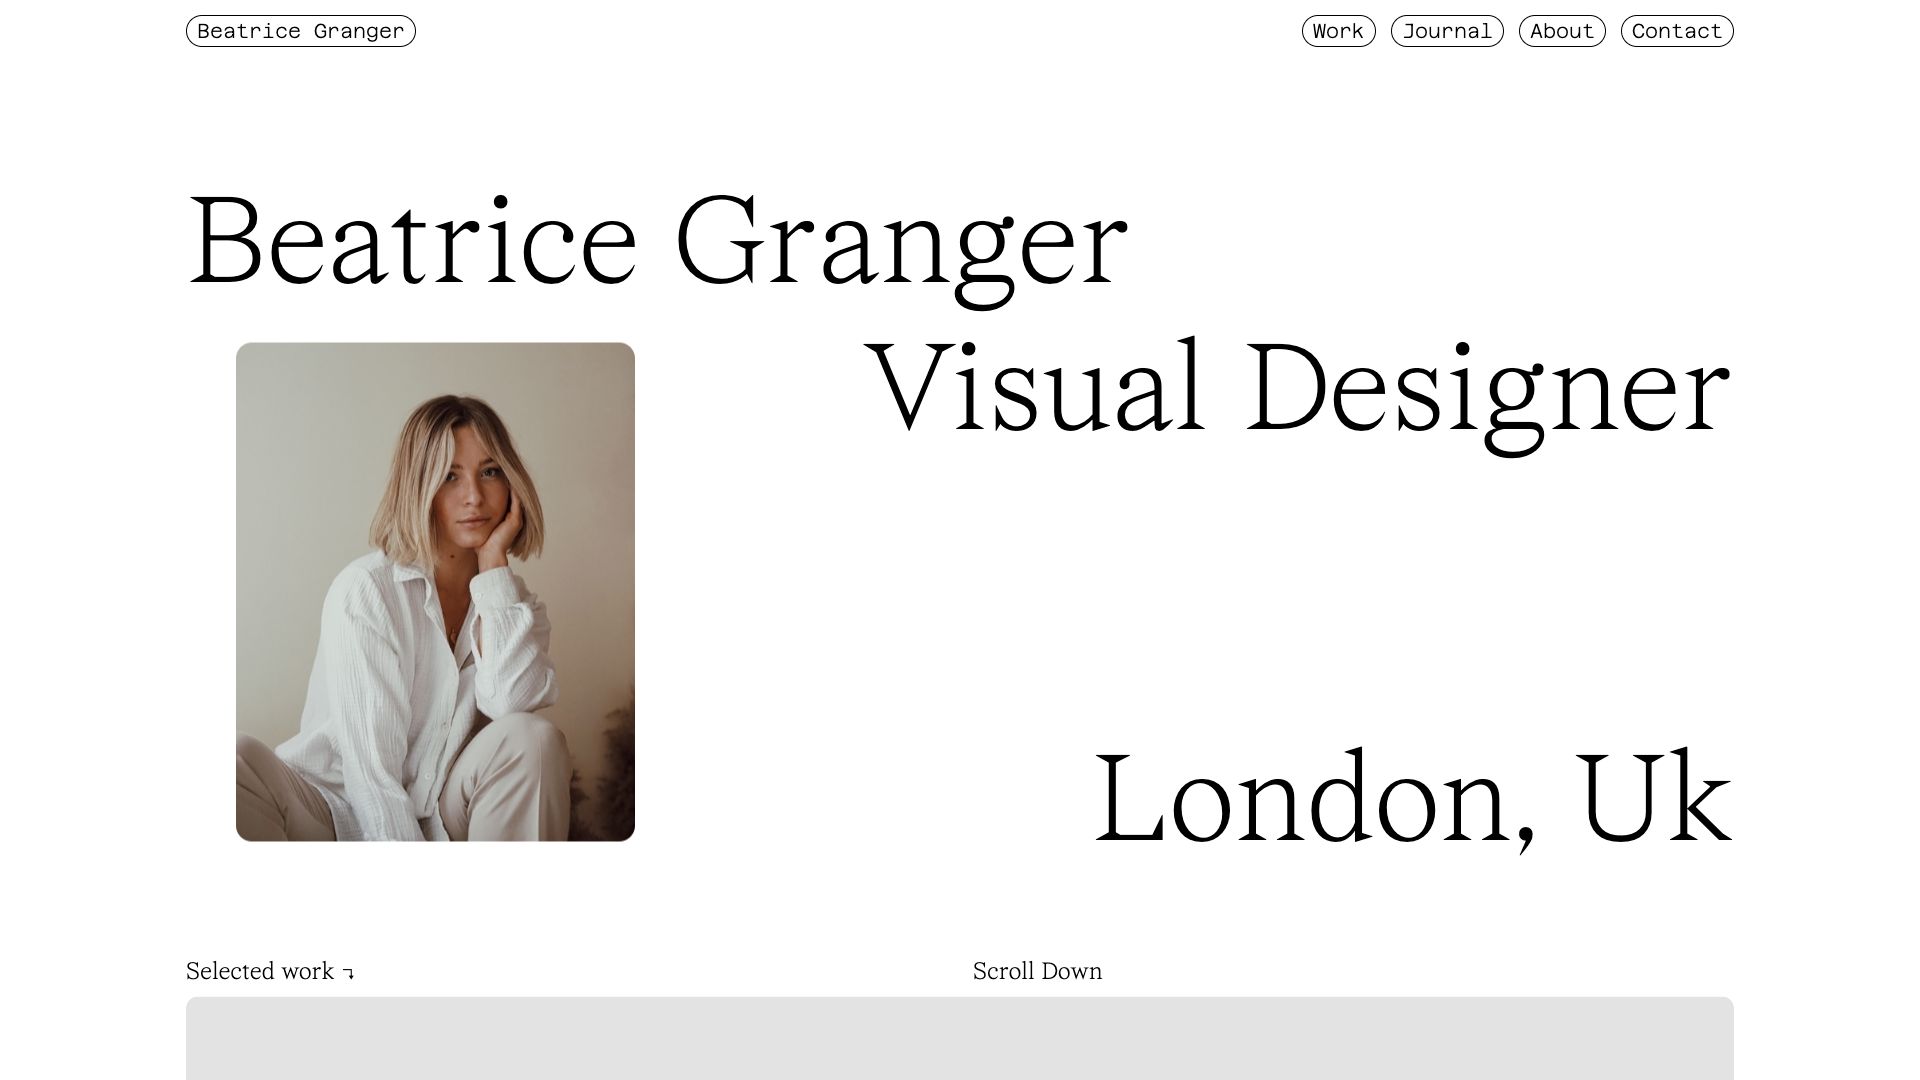 Beatrice Granger
Work Journal About Contact
Beatrice Granger
Visual Designer
London, Uk
Selected work ⤵
Scroll Down